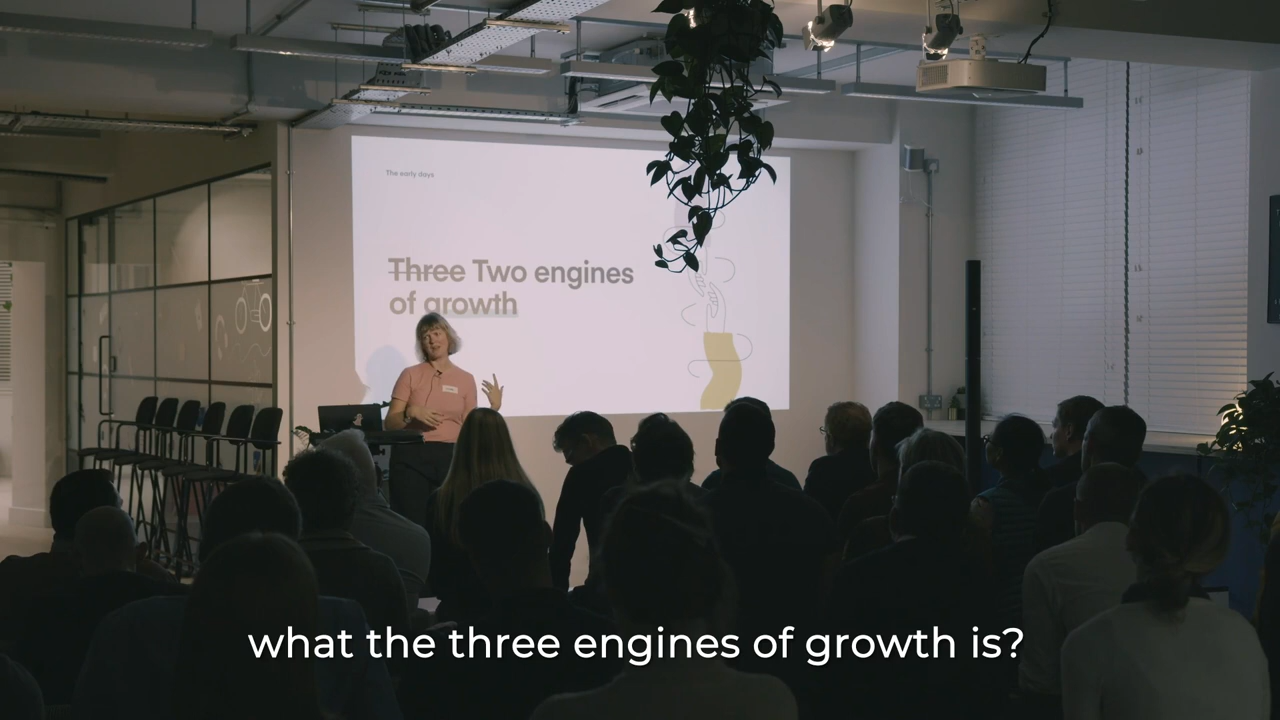 The early days
Three Two engines
of growth
what the three engines of growth is?